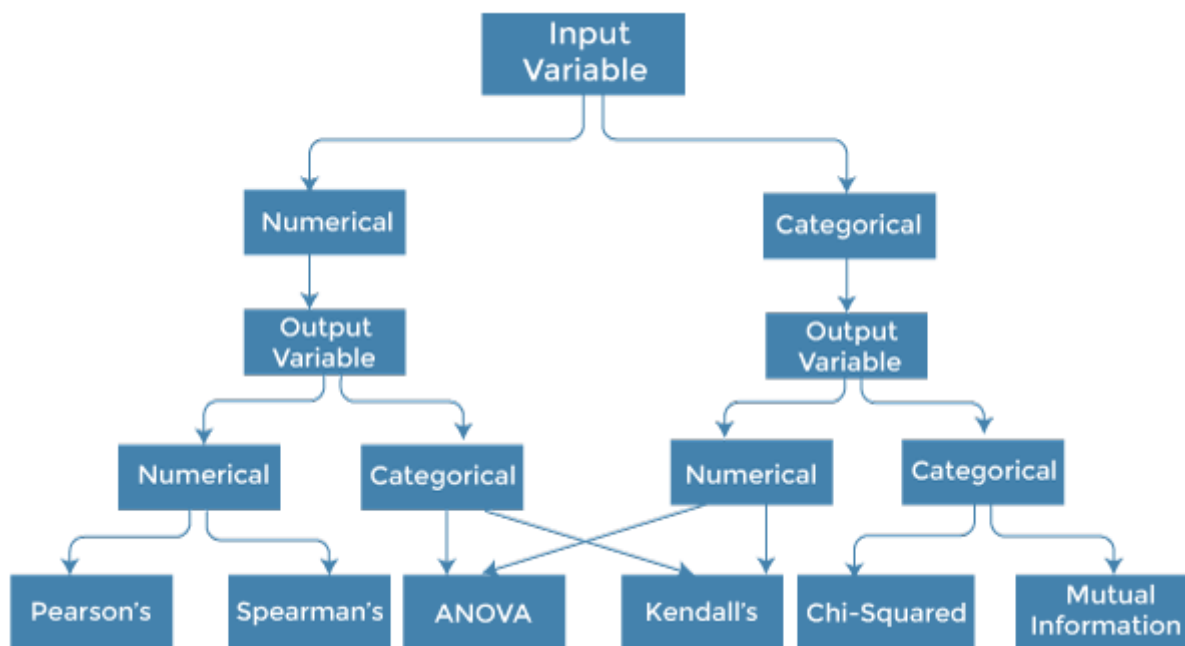 Input
Variable
Numerical
Categorical
Output
Variable
Output
Variable
Numerical
Categorical
Numerical
Categorical
Pearson's
Spearman's
ANOVA
Kendall's
Chi-Squared
Mutual
Information